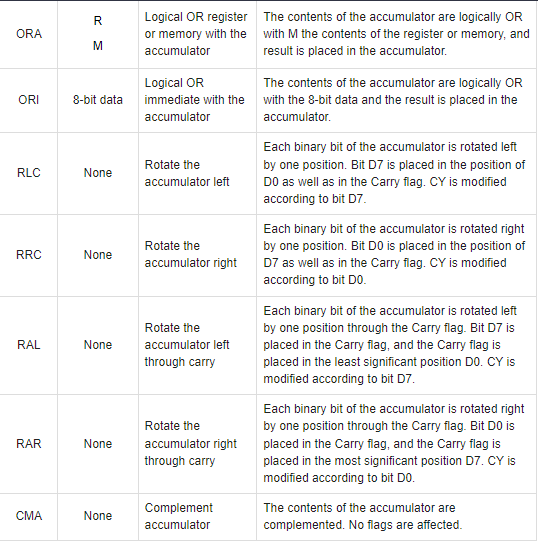 ORA
R
M
Logical OR register
or memory with the
accumulator
The contents of the accumulator are logically OR
with M the contents of the register or memory, and
result is placed in the accumulator.
ORI
8-bit data
Logical OR
immediate with the
accumulator
The contents of the accumulator are logically OR
with the 8-bit data and the result is placed in the
accumulator.
RLC
None
Rotate the
accumulator left
Each binary bit of the accumulator is rotated left
by one position. Bit D7 is placed in the position of
D0 as well as in the Carry flag. CY is modified
according to bit D7.
RRC
None
Rotate the
accumulator right
Each binary bit of the accumulator is rotated right
by one position. Bit D0 is placed in the position of
D7 as well as in the Carry flag. CY is modified
according to bit D0.
RAL
None
Rotate the
accumulator left
through carry
Each binary bit of the accumulator is rotated left
by one position through the Carry flag. Bit D7 is
placed in the Carry flag, and the Carry flag is
placed in the least significant position D0. CY is
modified according to bit D7.
RAR
None
Rotate the
accumulator right
through carry
Each binary bit of the accumulator is rotated right
by one position through the Carry flag. Bit D0 is
placed in the Carry flag, and the Carry flag is
placed in the most significant position D7. CY is
modified according to bit D0.
CMA
None
Complement
accumulator
The contents of the accumulator are
complemented. No flags are affected.